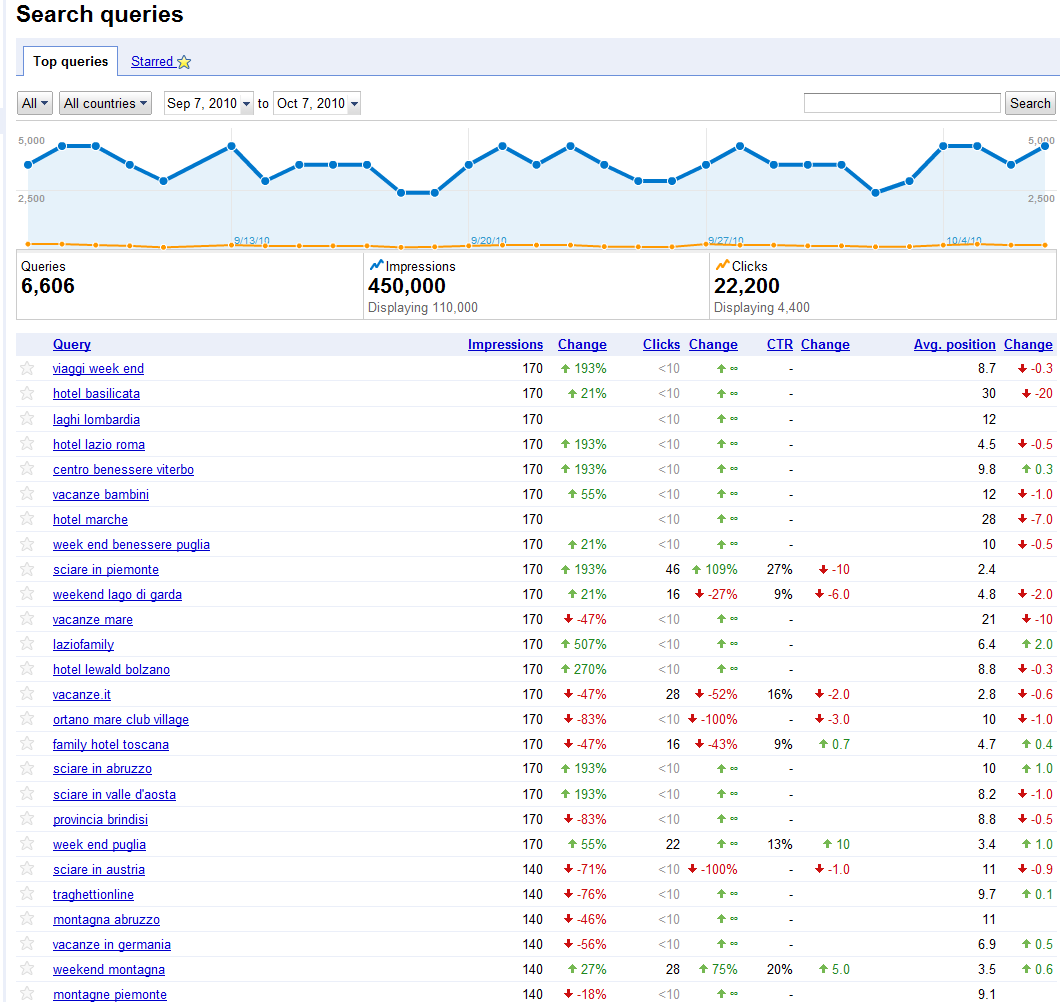 Search queries
Top queries Starred
All All countries Sep 7, 2010 to Oct 7, 2010 Search
5,000 5,000
2,500 2,500
9/13/10 9/20/10 9/27/10 10/4/10
Queries Impressions Clicks
6,606 450,000 22,200
Displaying 110,000 Displaying 4,400
Query Impressions Change Clicks Change CTR Change Avg. position Change
viaggi week end 170 193% <10 ∞ - 8.7 -0.3
hotel basilicata 170 21% <10 ∞ - 30 -20
laghi lombardia 170 <10 ∞ - 12
hotel lazio roma 170 193% <10 ∞ - 4.5 -0.5
centro benessere viterbo 170 193% <10 ∞ - 9.8 0.3
vacanze bambini 170 55% <10 ∞ - 12 -1.0
hotel marche 170 <10 ∞ - 28 -7.0
week end benessere puglia 170 21% <10 ∞ - 10 -0.5
sciare in piemonte 170 193% 46 109% 27% -10 2.4
weekend lago di garda 170 21% 16 -27% 9% -6.0 4.8 -2.0
vacanze mare 170 -47% <10 ∞ - 21 -10
laziofamily 170 507% <10 ∞ - 6.4 2.0
hotel lewald bolzano 170 270% <10 ∞ - 8.8 -0.3
vacanze.it 170 -47% 28 -52% 16% -2.0 2.8 -0.6
ortano mare club village 170 -83% <10 -100% - -3.0 10 -1.0
family hotel toscana 170 -47% 16 -43% 9% 0.7 4.7 0.4
sciare in abruzzo 170 193% <10 ∞ - 10 1.0
sciare in valle d'aosta 170 193% <10 ∞ - 8.2 -1.0
provincia brindisi 170 -83% <10 ∞ - 8.8 -0.5
week end puglia 170 55% 22 ∞ 13% 10 3.4 1.0
sciare in austria 140 -71% <10 -100% - -1.0 11 -0.9
traghettionline 140 -76% <10 ∞ - 9.7 0.1
montagna abruzzo 140 -46% <10 ∞ - 11
vacanze in germania 140 -56% <10 ∞ - 6.9 0.5
weekend montagna 140 27% 28 75% 20% 5.0 3.5 0.6
montagne piemonte 140 -18% <10 ∞ - 9.1